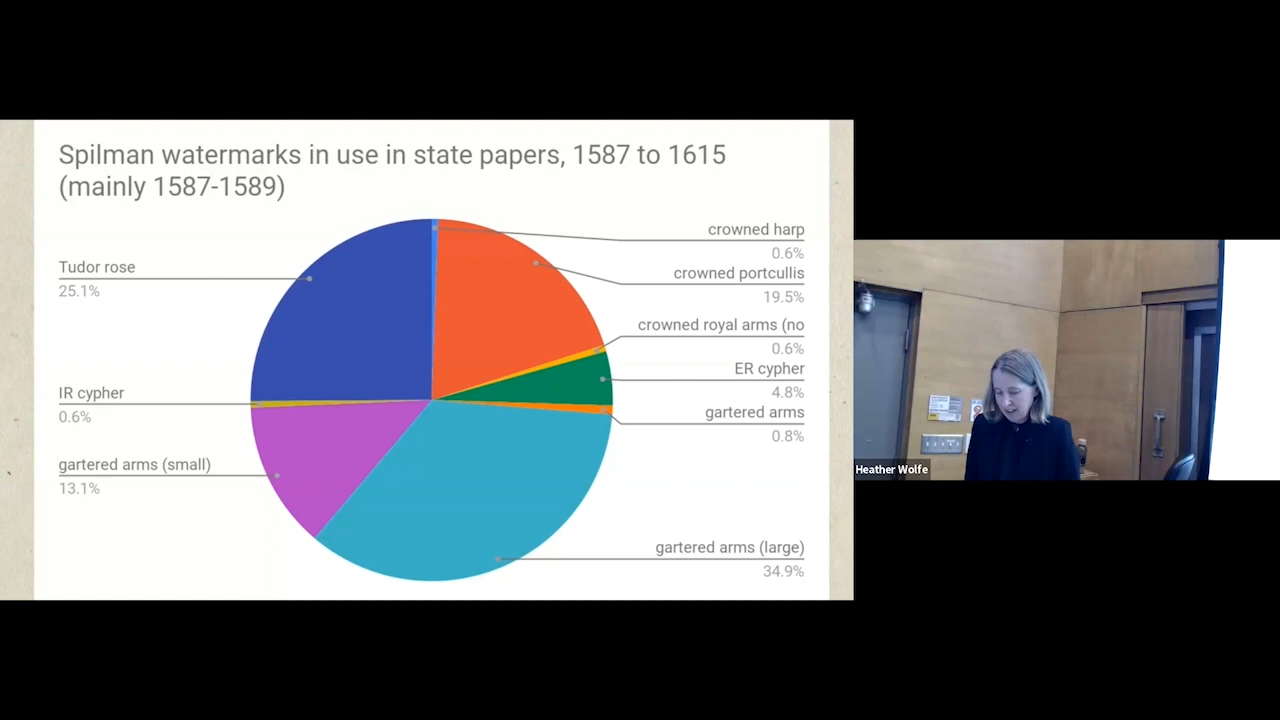 Spilman watermarks in use in state papers, 1587 to 1615
(mainly 1587-1589)
crowned harp
0.6%
crowned portcullis
19.5%
crowned royal arms (no
0.6%
ER cypher
4.8%
gartered arms
0.8%
gartered arms (large)
34.9%
Tudor rose
25.1%
IR cypher
0.6%
gartered arms (small)
13.1%
Heather Wolfe